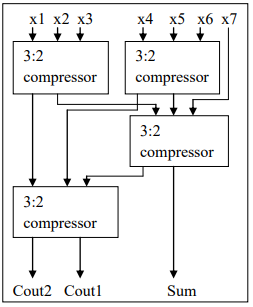 x1 x2 x3 x4 x5 x6 x7
3:2
compressor
3:2
compressor
3:2
compressor
3:2
compressor
Cout2 Cout1 Sum